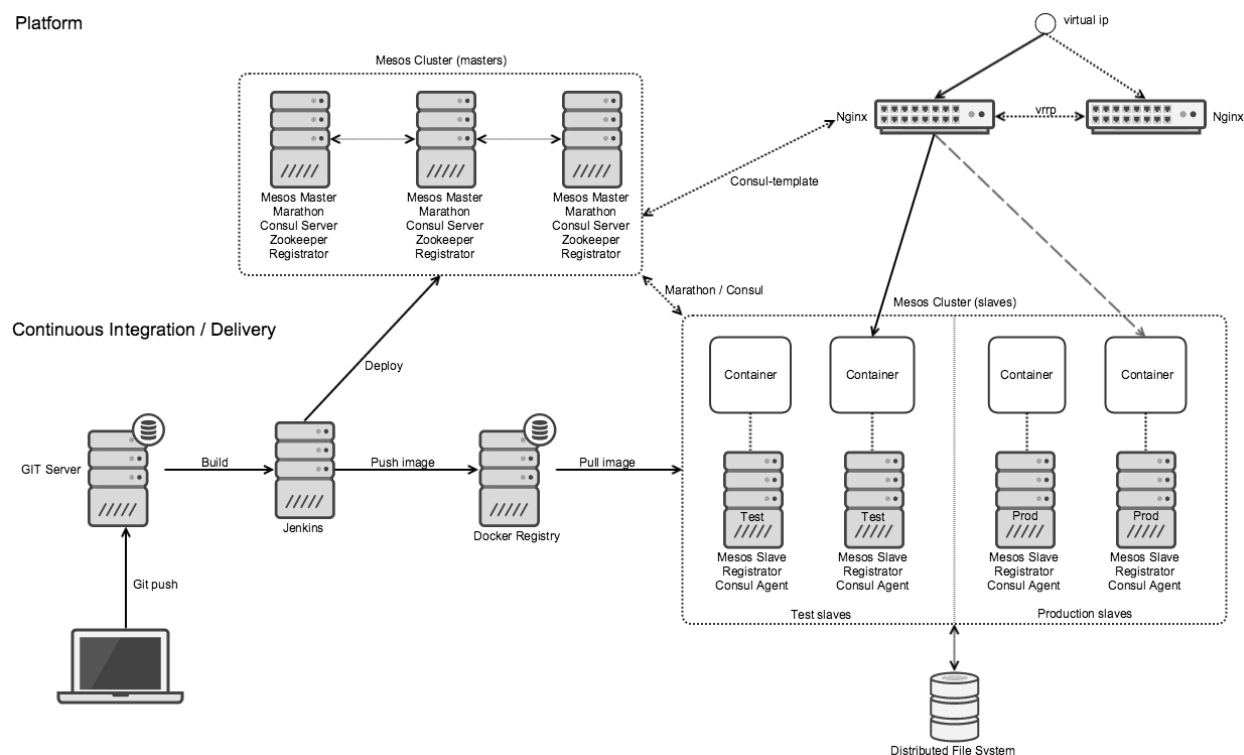 Platform
virtual ip
Mesos Cluster (masters)
Nginx
vrrp
Nginx
Consul-template
Mesos Master
Marathon
Consul Server
Zookeeper
Registrator
Mesos Master
Marathon
Consul Server
Zookeeper
Registrator
Mesos Master
Marathon
Consul Server
Zookeeper
Registrator
Marathon / Consul
Mesos Cluster (slaves)
Continuous Integration / Delivery
Deploy
Container
Container
Container
Container
GIT Server
Build
Push image
Pull image
Jenkins
Docker Registry
Test
Test
Prod
Prod
Mesos Slave
Registrator
Consul Agent
Mesos Slave
Registrator
Consul Agent
Mesos Slave
Registrator
Consul Agent
Mesos Slave
Registrator
Consul Agent
Git push
Test slaves
Production slaves
Distributed File System